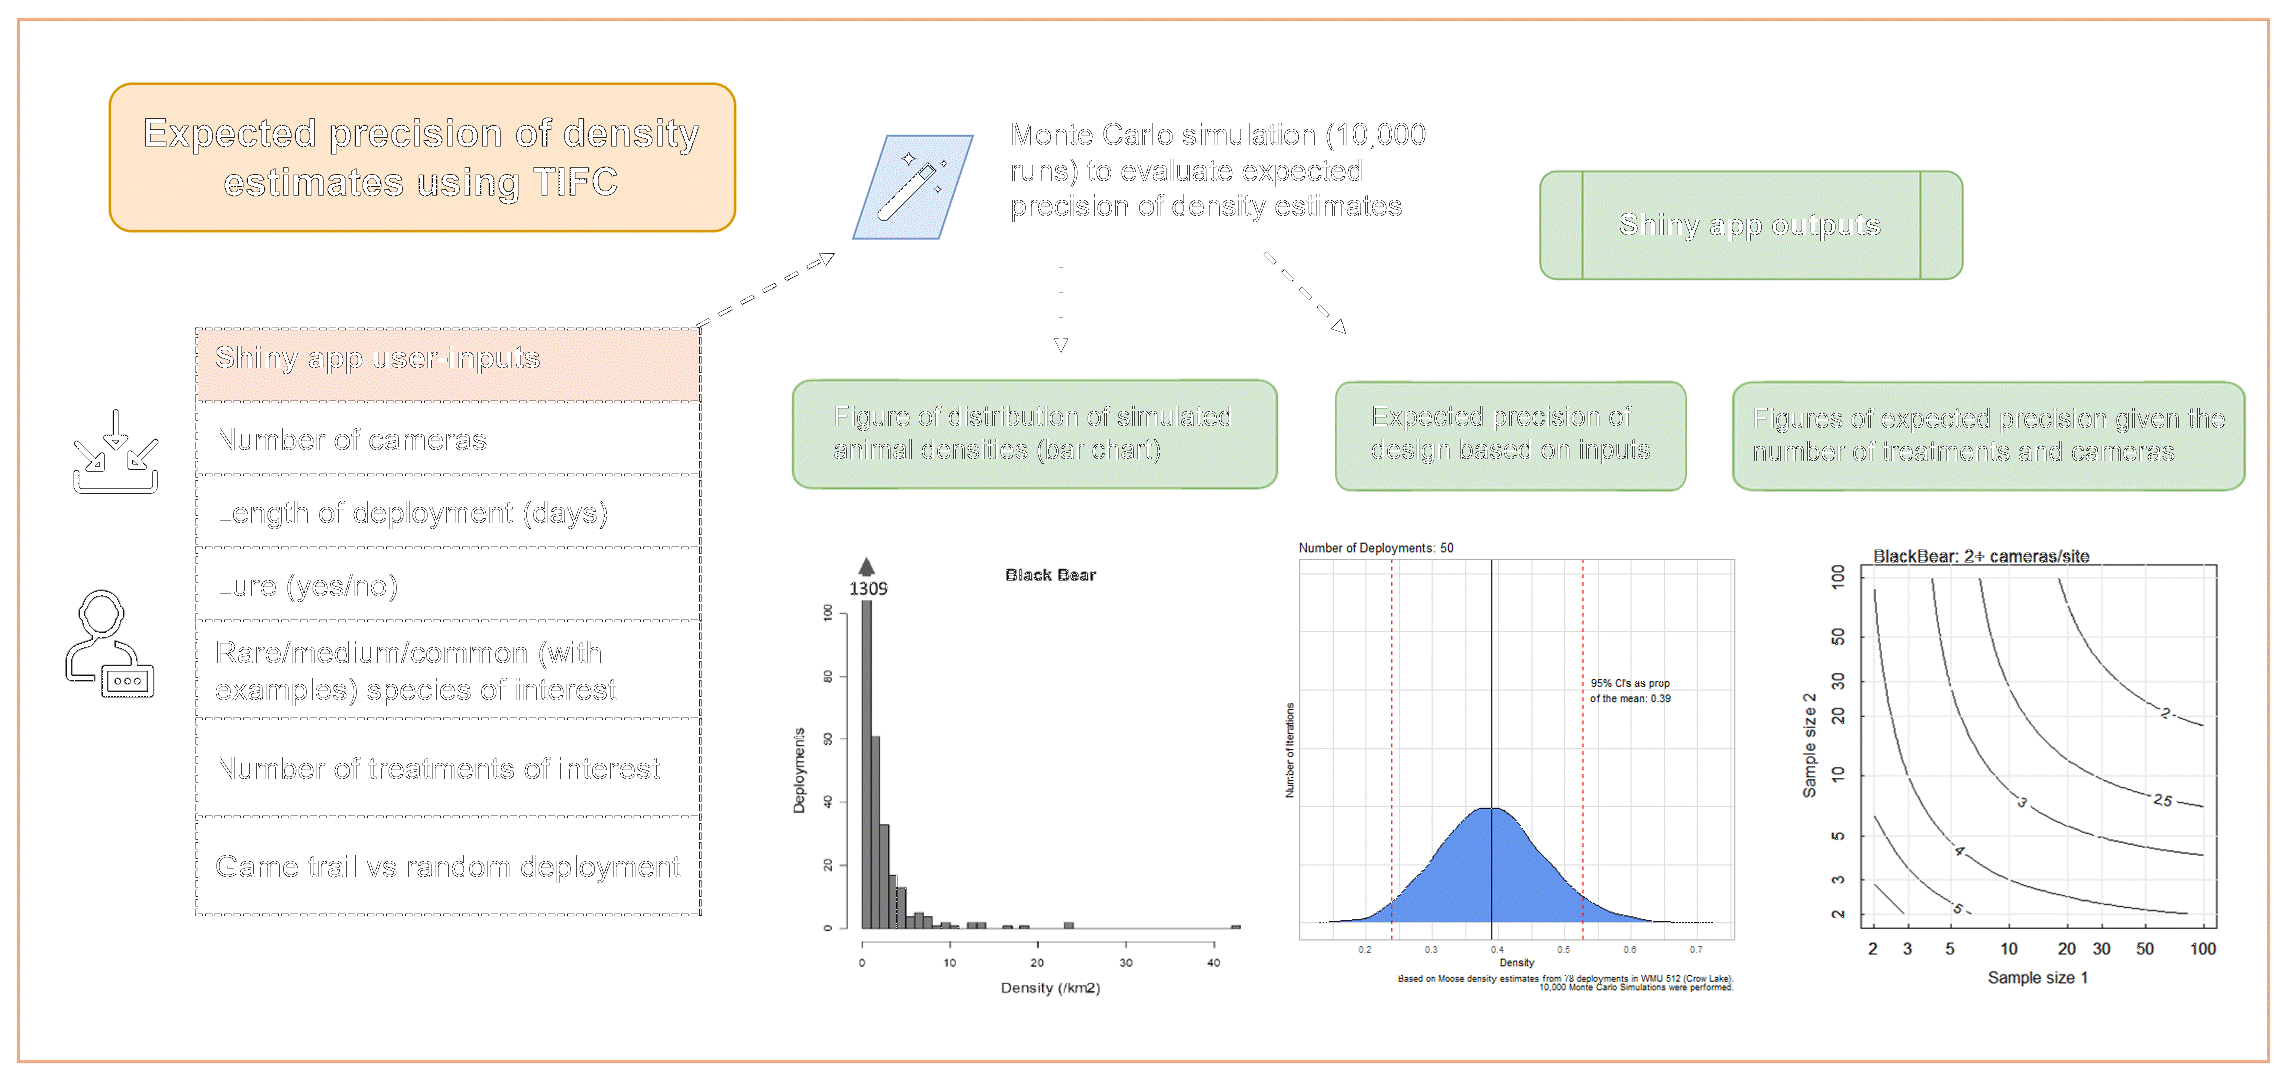 Expected precision of density
estimates using TIFC
Monte Carlo simulation (10,000
runs) to evaluate expected
precision of density estimates
Shiny app outputs
Shiny app user-inputs
Number of cameras
Length of deployment (days)
Lure (yes/no)
Rare/medium/common (with
examples) species of interest
Number of treatments of interest
Game trail vs random deployment
Figure of distribution of simulated
animal densities (bar chart)
Expected precision of
design based on inputs
Figures of expected precision given the
number of treatments and cameras
1309
Black Bear
Deployments
100
80
60
40
20
0
0 10 20 30 40
Density (/km2)
Number of Deployments: 50
Number of Iterations
95% CI's as prop
of the mean: 0.39
0.2 0.3 0.4 0.5 0.6 0.7
Density
Based on Moose density estimates from 78 deployments in WMU 512 (Crow Lake).
10,000 Monte Carlo Simulations were performed.
BlackBear: 2+ cameras/site
Sample size 2
100
50
30
20
10
5
3
2
2
2.5
3
4
5
2 3 5 10 20 30 50 100
Sample size 1